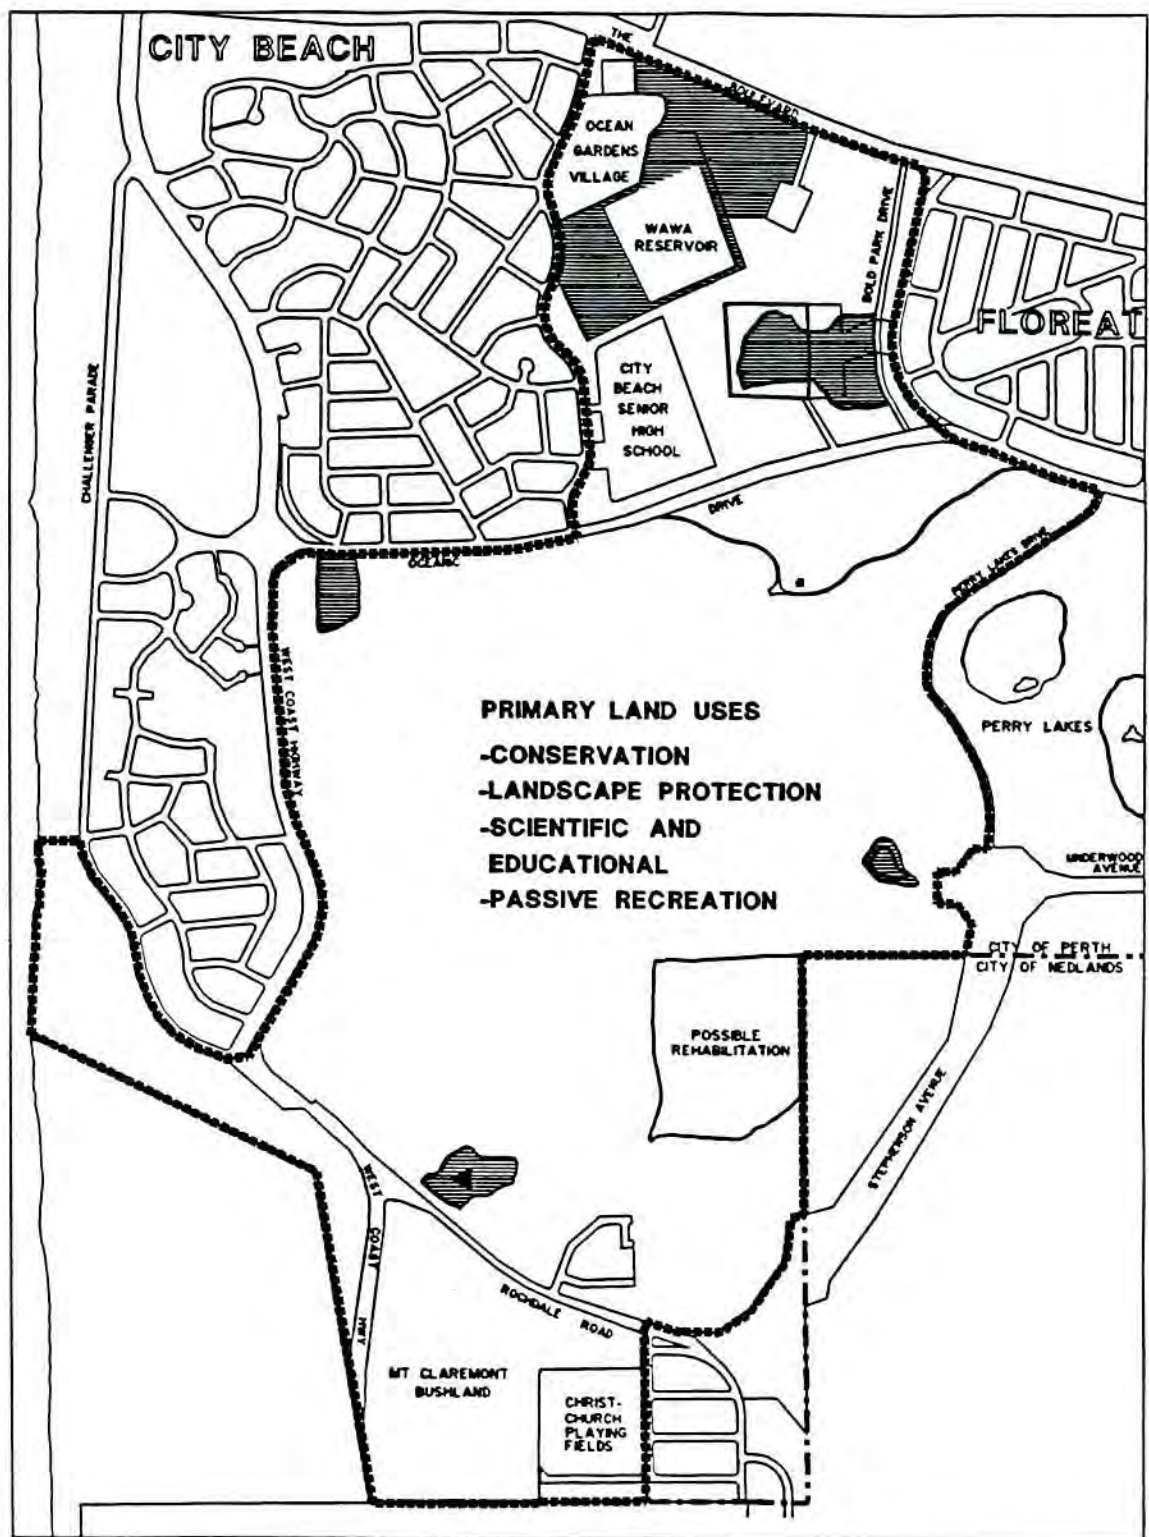 CITY BEACH
THE
BOULEVARD
OCEAN
GARDENS
VILLAGE
WAWA
RESERVOIR
BOLD PARK DRIVE
FLOREAT
CITY
BEACH
SENIOR
HIGH
SCHOOL
CHALLENGER PARADE
DRIVE
OCEANIC
PERRY LAKES DRIVE
WEST COAST HIGHWAY
PERRY LAKES
PRIMARY LAND USES
-CONSERVATION
-LANDSCAPE PROTECTION
-SCIENTIFIC AND
EDUCATIONAL
-PASSIVE RECREATION
UNDERWOOD
AVENUE
CITY OF PERTH
CITY OF NEDLANDS
POSSIBLE
REHABILITATION
STEPHENSON AVENUE
WEST
COAST
HWY
ROCHDALE
ROAD
MT CLAREMONT
BUSHLAND
CHRIST-
CHURCH
PLAYING
FIELDS